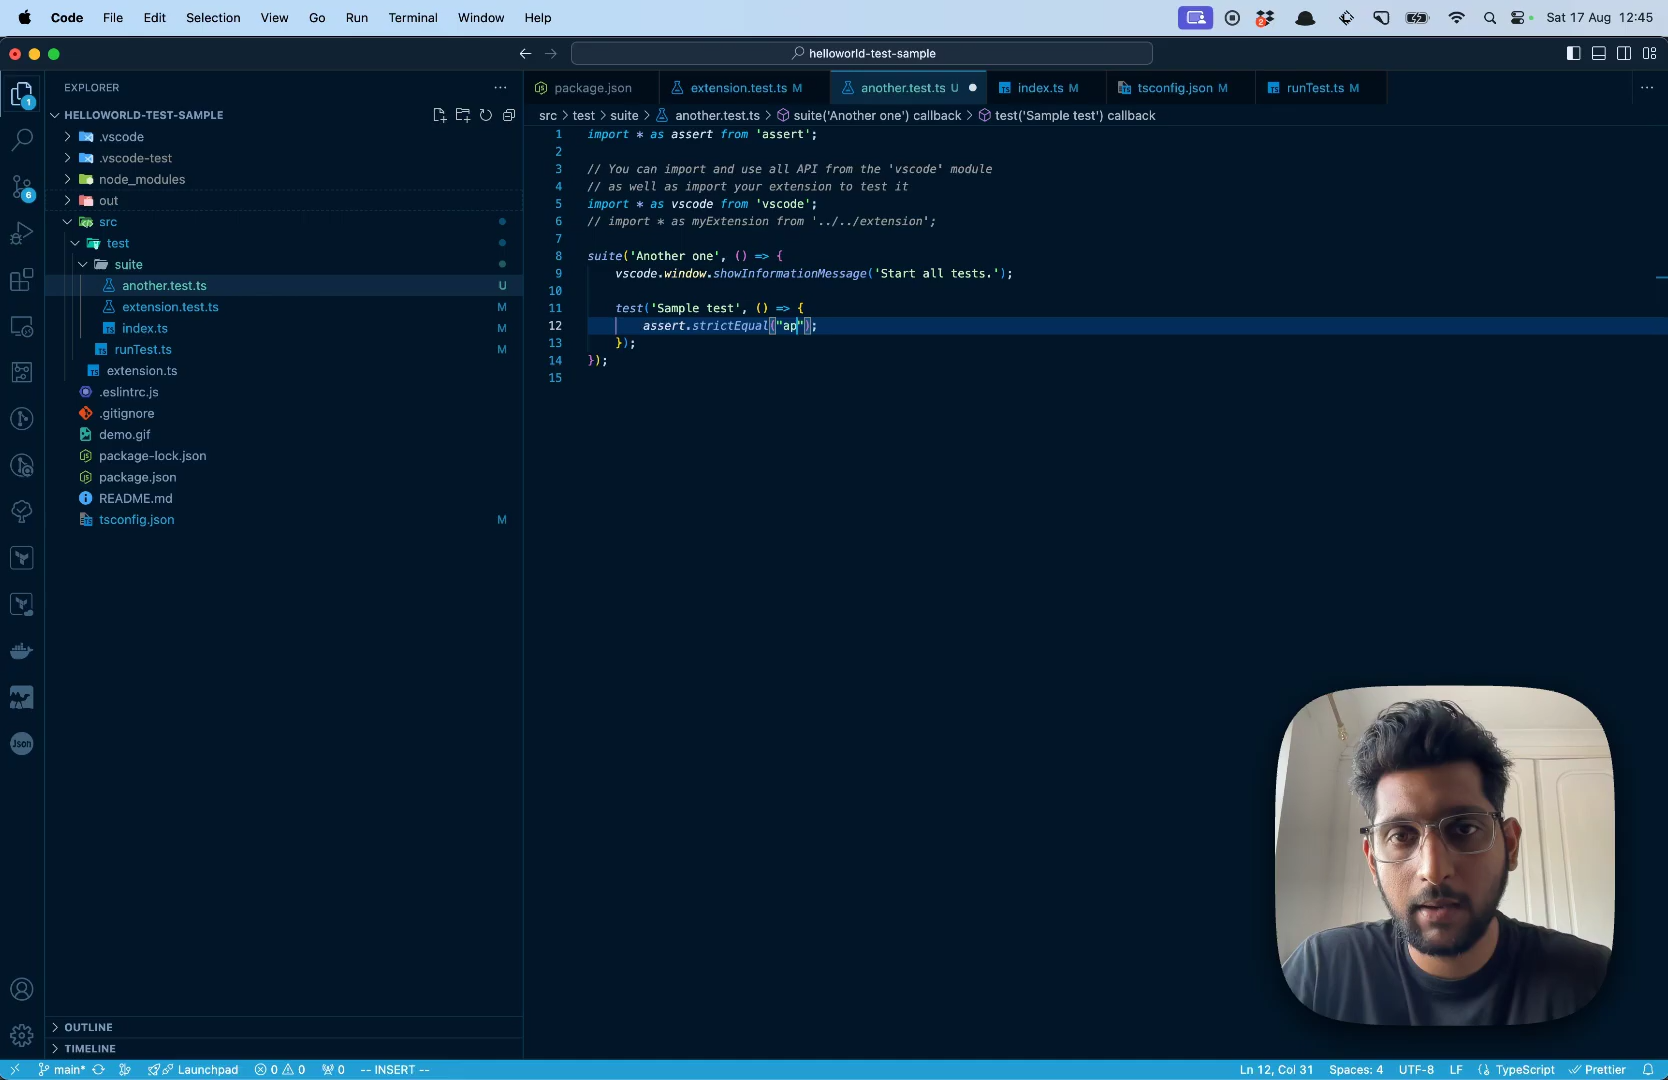 Code File Edit Selection View Go Run Terminal Window Help
2
Sat 17 Aug 12:45
helloworld-test-sample
EXPLORER
HELLOWORLD-TEST-SAMPLE
.vscode
.vscode-test
node_modules
out
src
test
suite
another.test.ts U
extension.test.ts M
index.ts M
runTest.ts M
extension.ts
.eslintrc.js
.gitignore
demo.gif
package-lock.json
package.json
README.md
tsconfig.json M
OUTLINE
TIMELINE
1
6
Json
package.json extension.test.ts M another.test.ts U index.ts M tsconfig.json M runTest.ts M
src > test > suite > another.test.ts > suite('Another one') callback > test('Sample test') callback
1 import * as assert from 'assert';
2
3 // You can import and use all API from the 'vscode' module
4 // as well as import your extension to test it
5 import * as vscode from 'vscode';
6 // import * as myExtension from '../../extension';
7
8 suite('Another one', () => {
9 vscode.window.showInformationMessage('Start all tests.');
10
11 test('Sample test', () => {
12 assert.strictEqual("ap");
13 });
14 });
15
main* Launchpad 0 0 0 -- INSERT --
Ln 12, Col 31 Spaces: 4 UTF-8 LF TypeScript Prettier